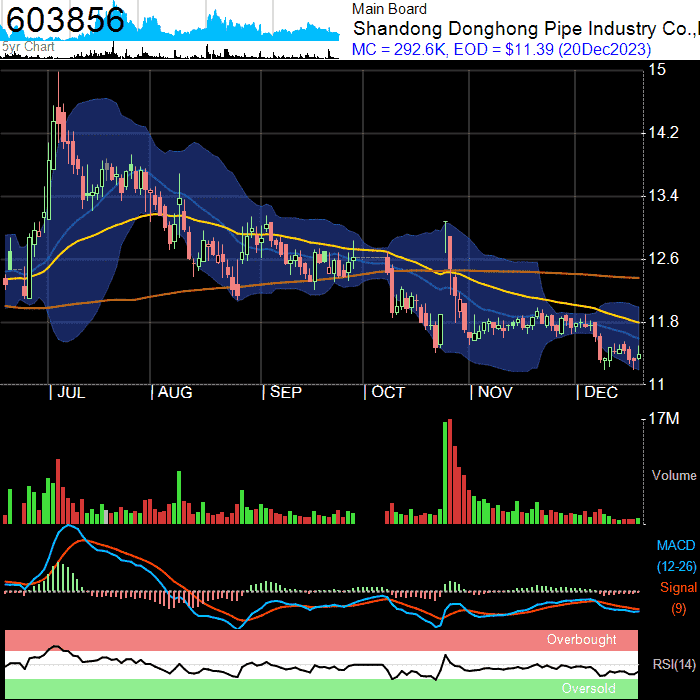 603856
5yr Chart
Main Board
Shandong Donghong Pipe Industry Co.,
MC = 292.6K, EOD = $11.39 (20Dec2023)
15
14.2
13.4
12.6
11.8
11
| JUL | AUG | SEP | OCT | NOV | DEC
17M
Volume
MACD
(12-26)
Signal
(9)
Overbought
RSI(14)
Oversold